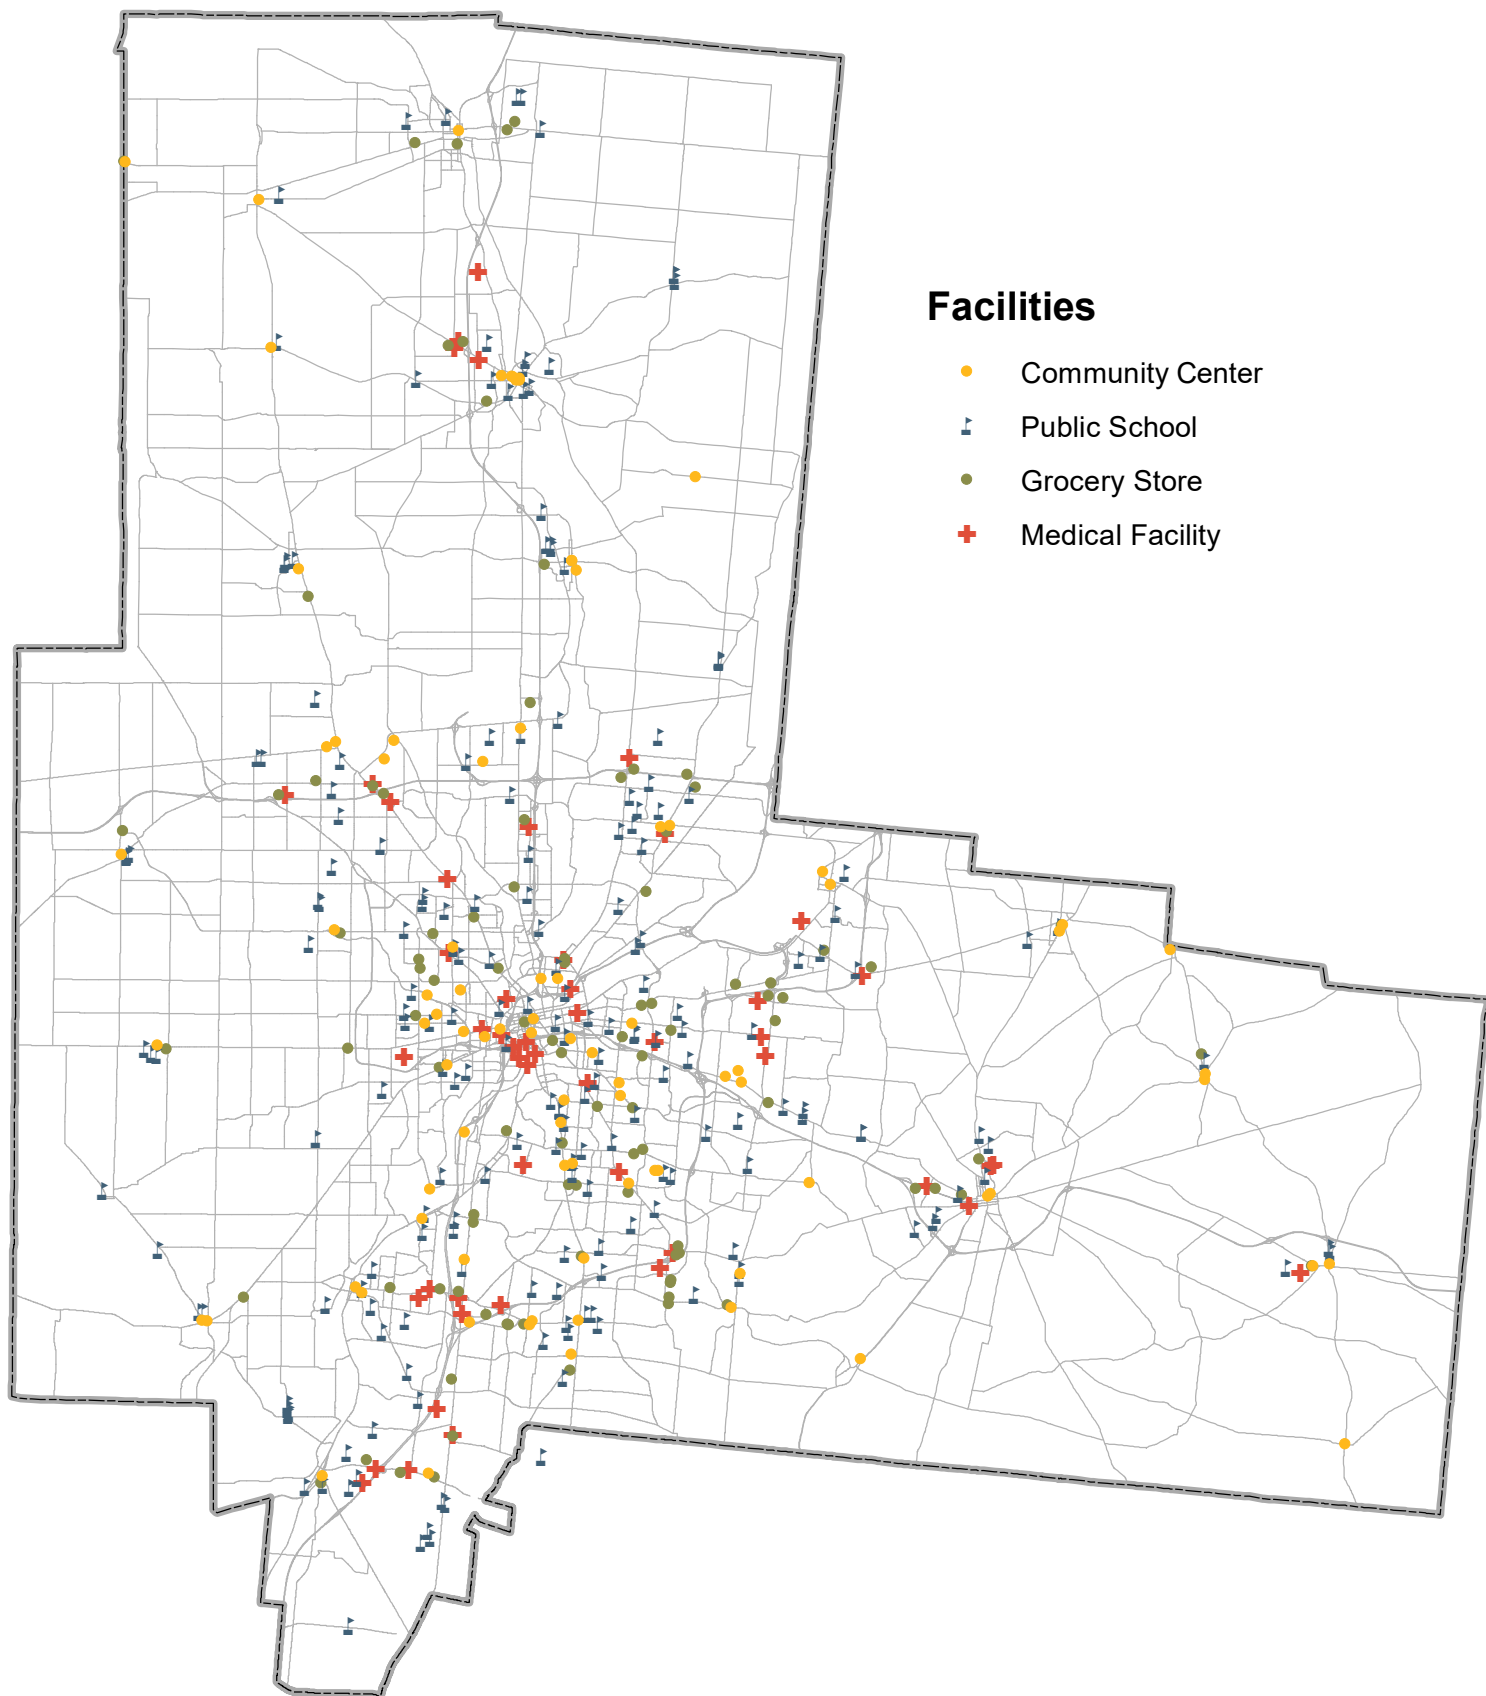 Facilities
Community Center
Public School
Grocery Store
Medical Facility